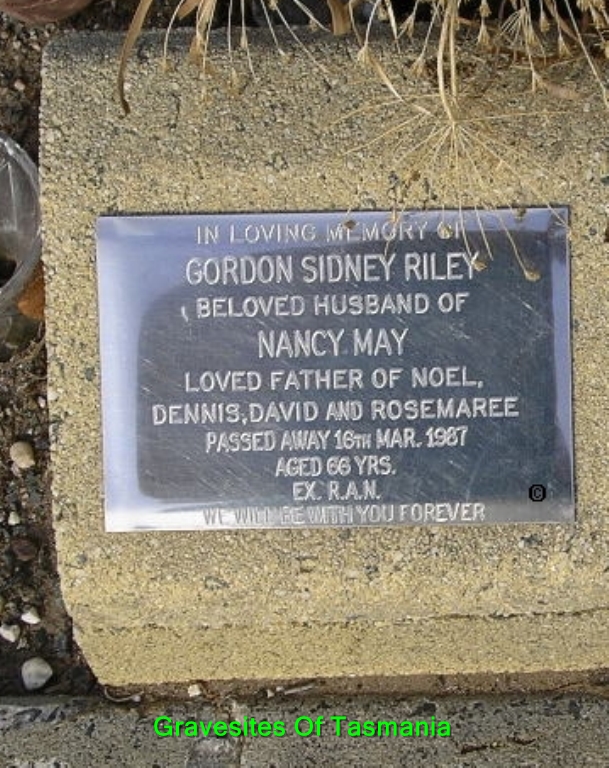 IN LOVING MEMORY OF
GORDON SIDNEY RILEY
BELOVED HUSBAND OF
NANCY MAY
LOVED FATHER OF NOEL,
DENNIS, DAVID AND ROSEMAREE
PASSED AWAY 16TH MAR. 1987
AGED 66 YRS.
EX. R.A.N.
©
WE WILL BE WITH YOU FOREVER
Gravesites Of Tasmania